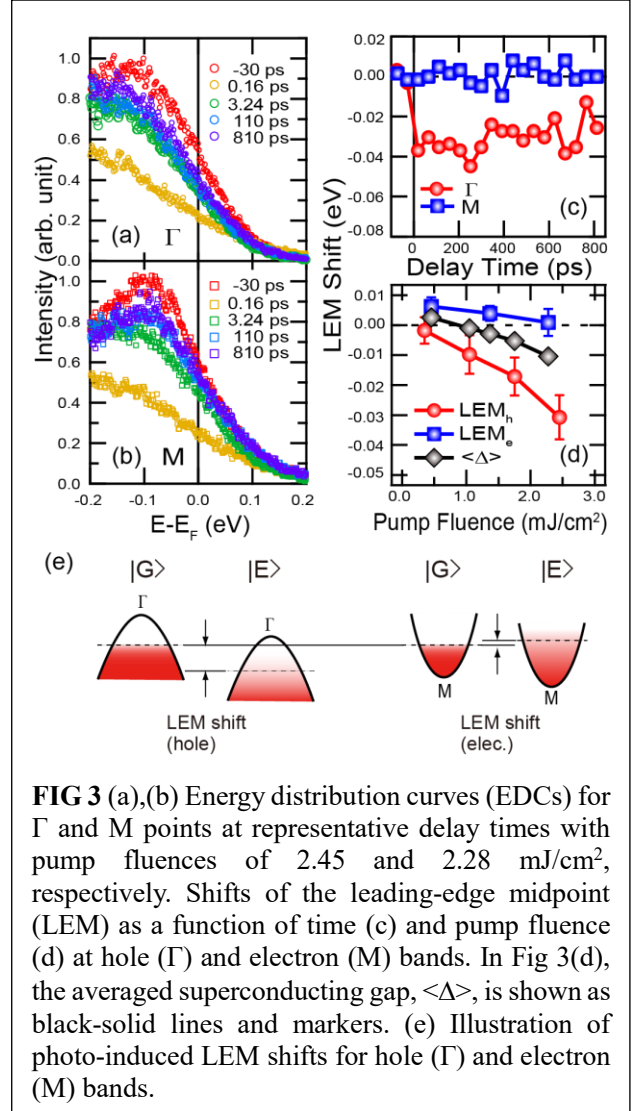 Intensity (arb. unit)
1.0
0.8
0.6
0.4
0.2
0.0
-30 ps
0.16 ps
3.24 ps
110 ps
810 ps
(a) Γ
1.0
0.8
0.6
0.4
0.2
0.0
-30 ps
0.16 ps
3.24 ps
110 ps
810 ps
(b) M
-0.2 -0.1 0.0 0.1 0.2
E-EF (eV)
LEM Shift (eV)
0.02
0.00
-0.02
-0.04
-0.06
-0.08
Γ
M
(c)
0 200 400 600 800
Delay Time (ps)
0.01
0.00
-0.01
-0.02
-0.03
-0.04
-0.05
LEMh
LEMe
<Δ>
(d)
0.0 1.0 2.0 3.0
Pump Fluence (mJ/cm²)
(e)
|G⟩ |E⟩ |G⟩ |E⟩
Γ Γ
M M
LEM shift
(hole)
LEM shift
(elec.)
FIG 3 (a),(b) Energy distribution curves (EDCs) for
Γ and M points at representative delay times with
pump fluences of 2.45 and 2.28 mJ/cm²,
respectively. Shifts of the leading-edge midpoint
(LEM) as a function of time (c) and pump fluence
(d) at hole (Γ) and electron (M) bands. In Fig 3(d),
the averaged superconducting gap, <Δ>, is shown as
black-solid lines and markers. (e) Illustration of
photo-induced LEM shifts for hole (Γ) and electron
(M) bands.